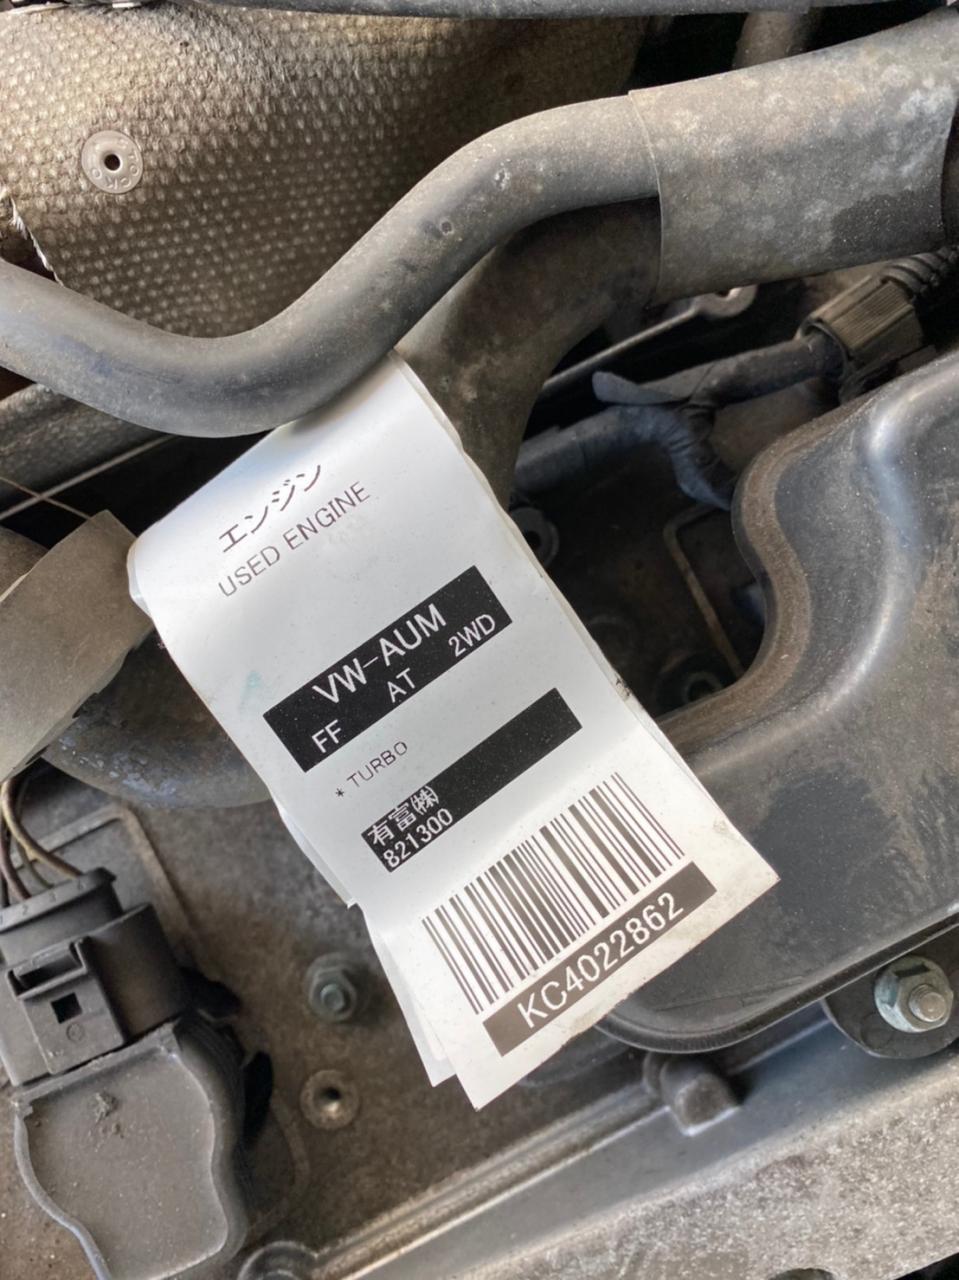 エンジン
USED ENGINE
VW-AUM
FF AT 2WD
* TURBO
有富㈱
821300
KC4022862